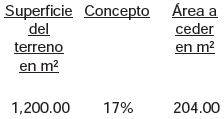 Superficie Concepto Área a
del ceder
terreno en m²
en m²
1,200.00 17% 204.00